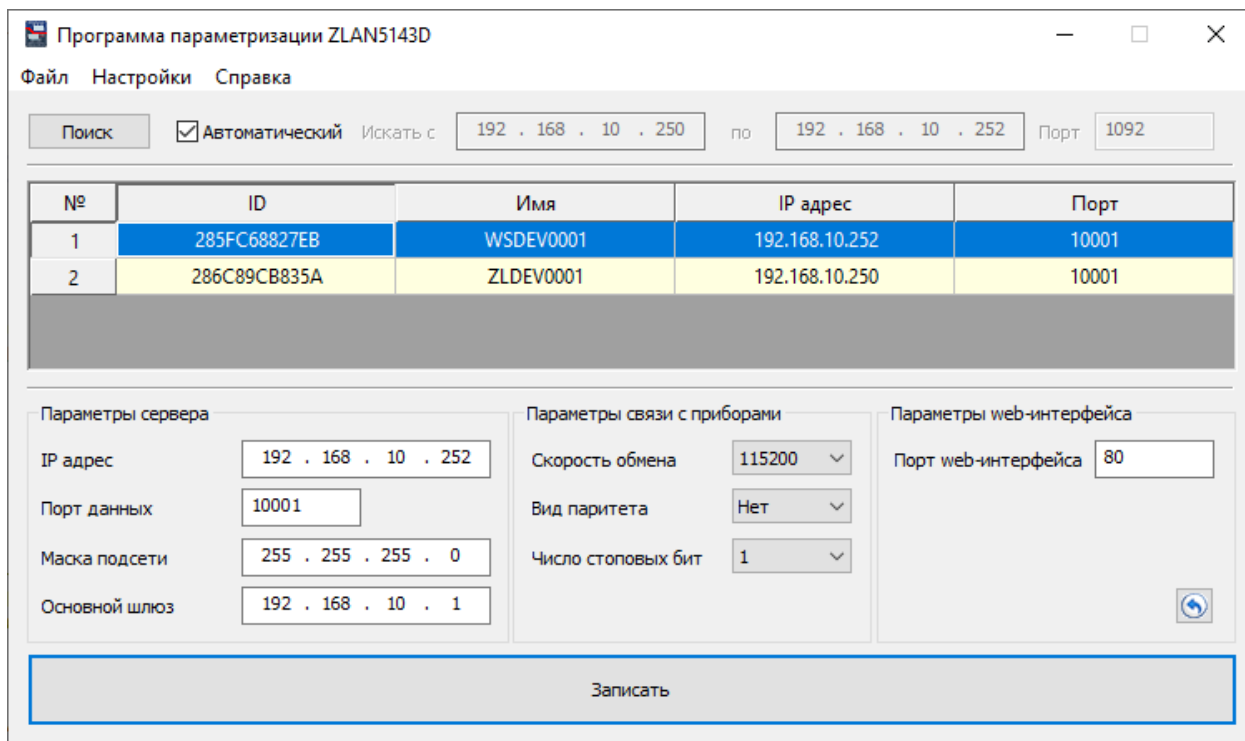 Программа параметризации ZLAN5143D
Файл Настройки Справка
Поиск Автоматический Искать с 192 . 168 . 10 . 250 по 192 . 168 . 10 . 252 Порт 1092
№ ID Имя IP адрес Порт
1 285FC68827EB WSDEV0001 192.168.10.252 10001
2 286C89CB835A ZLDEV0001 192.168.10.250 10001
Параметры сервера Параметры связи с приборами Параметры web-интерфейса
IP адрес 192 . 168 . 10 . 252 Скорость обмена 115200 Порт web-интерфейса 80
Порт данных 10001 Вид паритета Нет
Маска подсети 255 . 255 . 255 . 0 Число стоповых бит 1
Основной шлюз 192 . 168 . 10 . 1
Записать